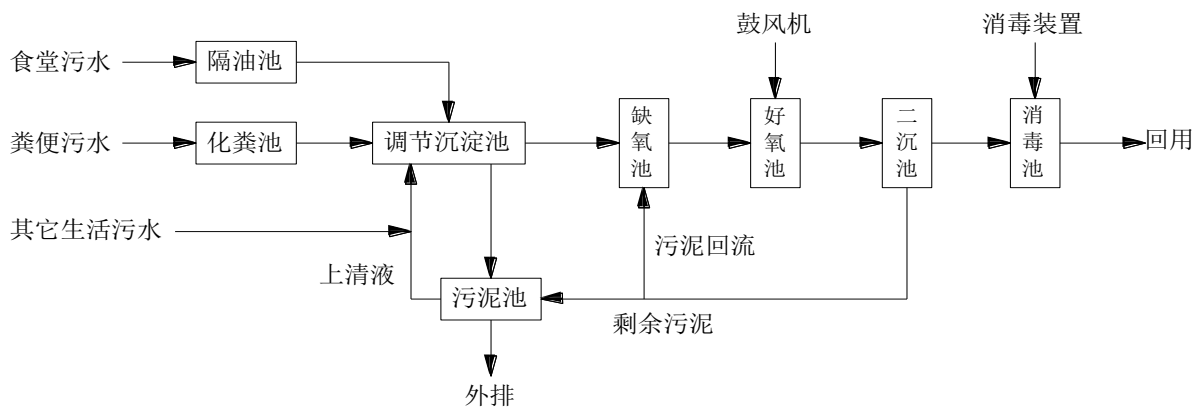 鼓风机
消毒装置
食堂污水
隔油池
粪便污水
化粪池
调节沉淀池
缺氧池
好氧池
二沉池
消毒池
回用
其它生活污水
上清液
污泥回流
污泥池
剩余污泥
外排